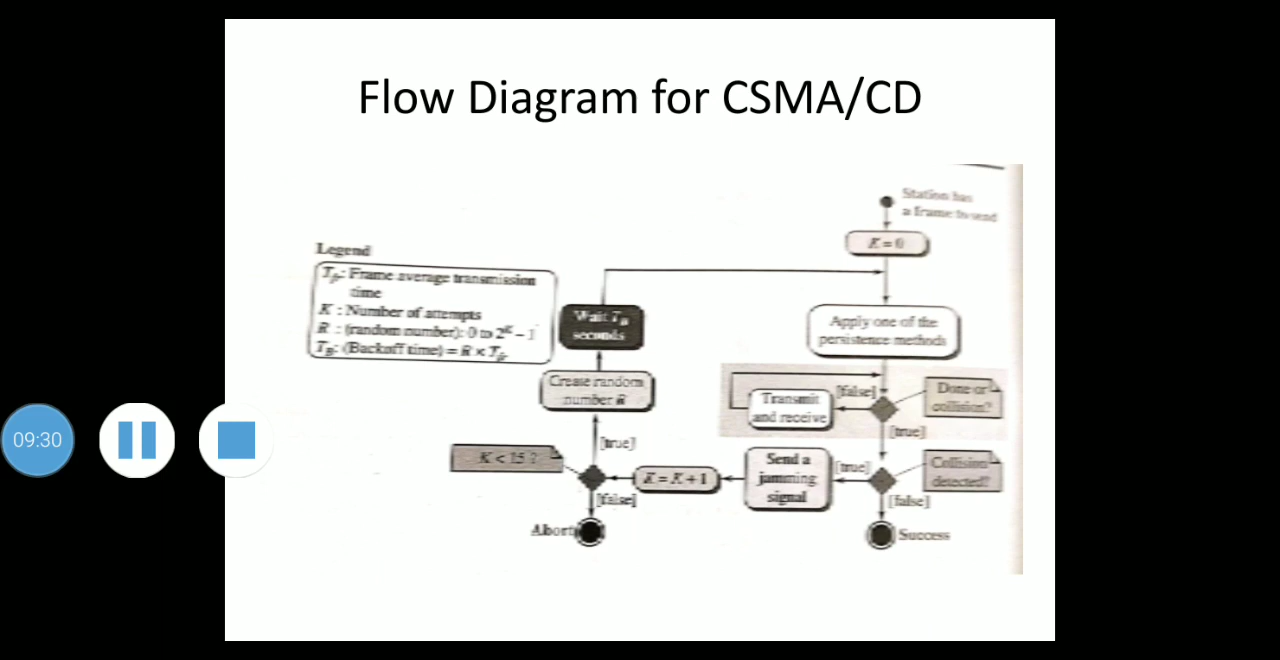 Flow Diagram for CSMA/CD
Station has
a frame to send
K = 0
Legend
T_fr: Frame average transmission
time
K : Number of attempts
R : (random number): 0 to 2^K – 1
T_B: (Backoff time) = R × T_fr
Wait T_B
seconds
Apply one of the
persistence methods
Create random
number R
[false]
Transmit
and receive
Done or
collision?
[true]
[true]
K < 15 ?
K = K + 1
Send a
jamming
signal
[true]
Collision
detected?
[false]
[false]
Abort
Success
09:30